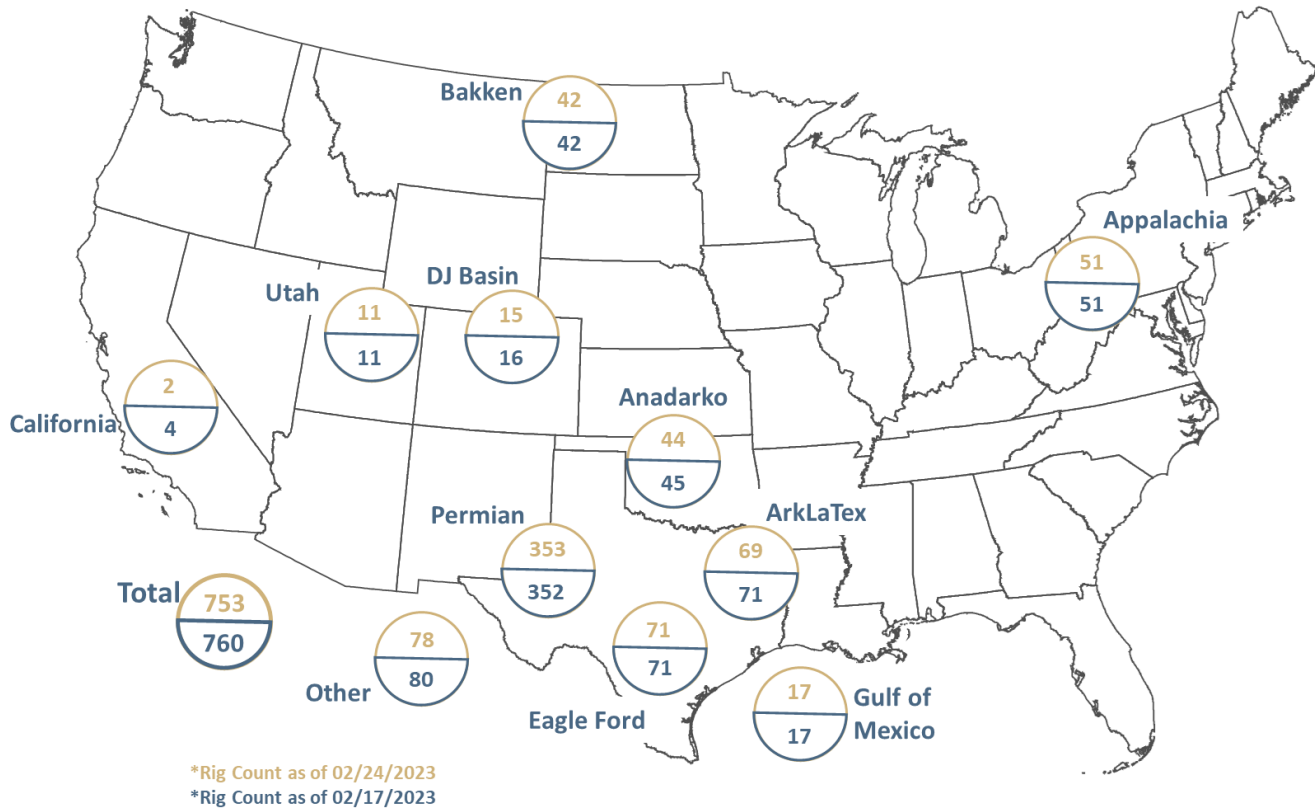 Bakken
42
42
Appalachia
51
51
Utah
11
11
DJ Basin
15
16
California
2
4
Anadarko
44
45
Permian
353
352
ArkLaTex
69
71
Total
753
760
Other
78
80
Eagle Ford
71
71
Gulf of
Mexico
17
17
*Rig Count as of 02/24/2023
*Rig Count as of 02/17/2023